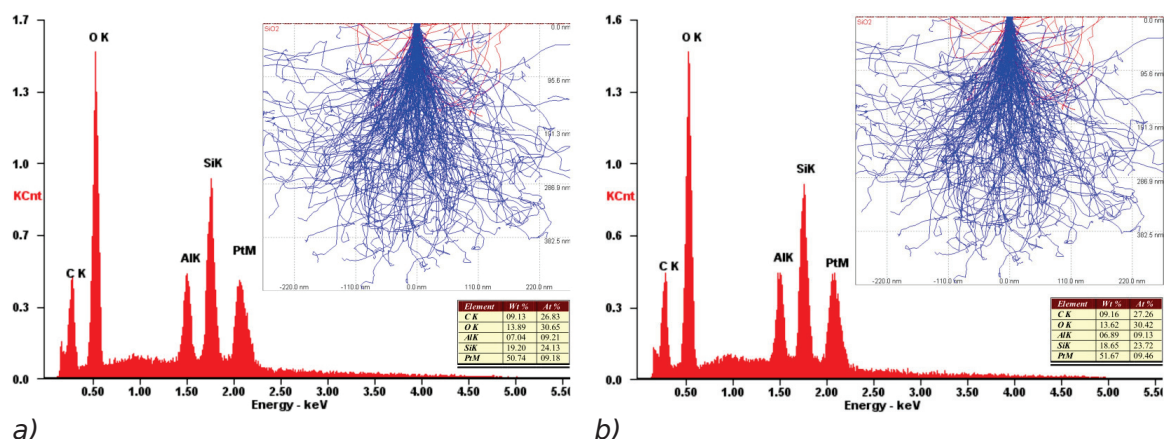 1.7
1.3
1.0
KCnt
0.7
0.3
0.0
O K
C K
AlK
SiK
PtM
SiO2
0.0 nm
95.6 nm
191.3 nm
286.9 nm
382.5 nm
-220.0 nm -110.0 nm 0.0 nm 110.0 nm 220.0 nm
Element Wt % At %
C K 09.13 26.83
O K 13.89 30.65
AlK 07.04 09.21
SiK 19.20 24.13
PtM 50.74 09.18
0.50 1.00 1.50 2.00 2.50 3.00 3.50 4.00 4.50 5.00 5.5
Energy - keV
a)
1.6
1.3
1.0
KCnt
0.6
0.3
0.0
O K
C K
AlK
SiK
PtM
SiO2
0.0 nm
95.6 nm
191.3 nm
286.9 nm
382.5 nm
-220.0 nm -110.0 nm 0.0 nm 110.0 nm 220.0 nm
Element Wt % At %
C K 09.16 27.26
O K 13.62 30.42
AlK 06.89 09.13
SiK 18.65 23.72
PtM 51.67 09.46
0.50 1.00 1.50 2.00 2.50 3.00 3.50 4.00 4.50 5.00 5.50
Energy - keV
b)